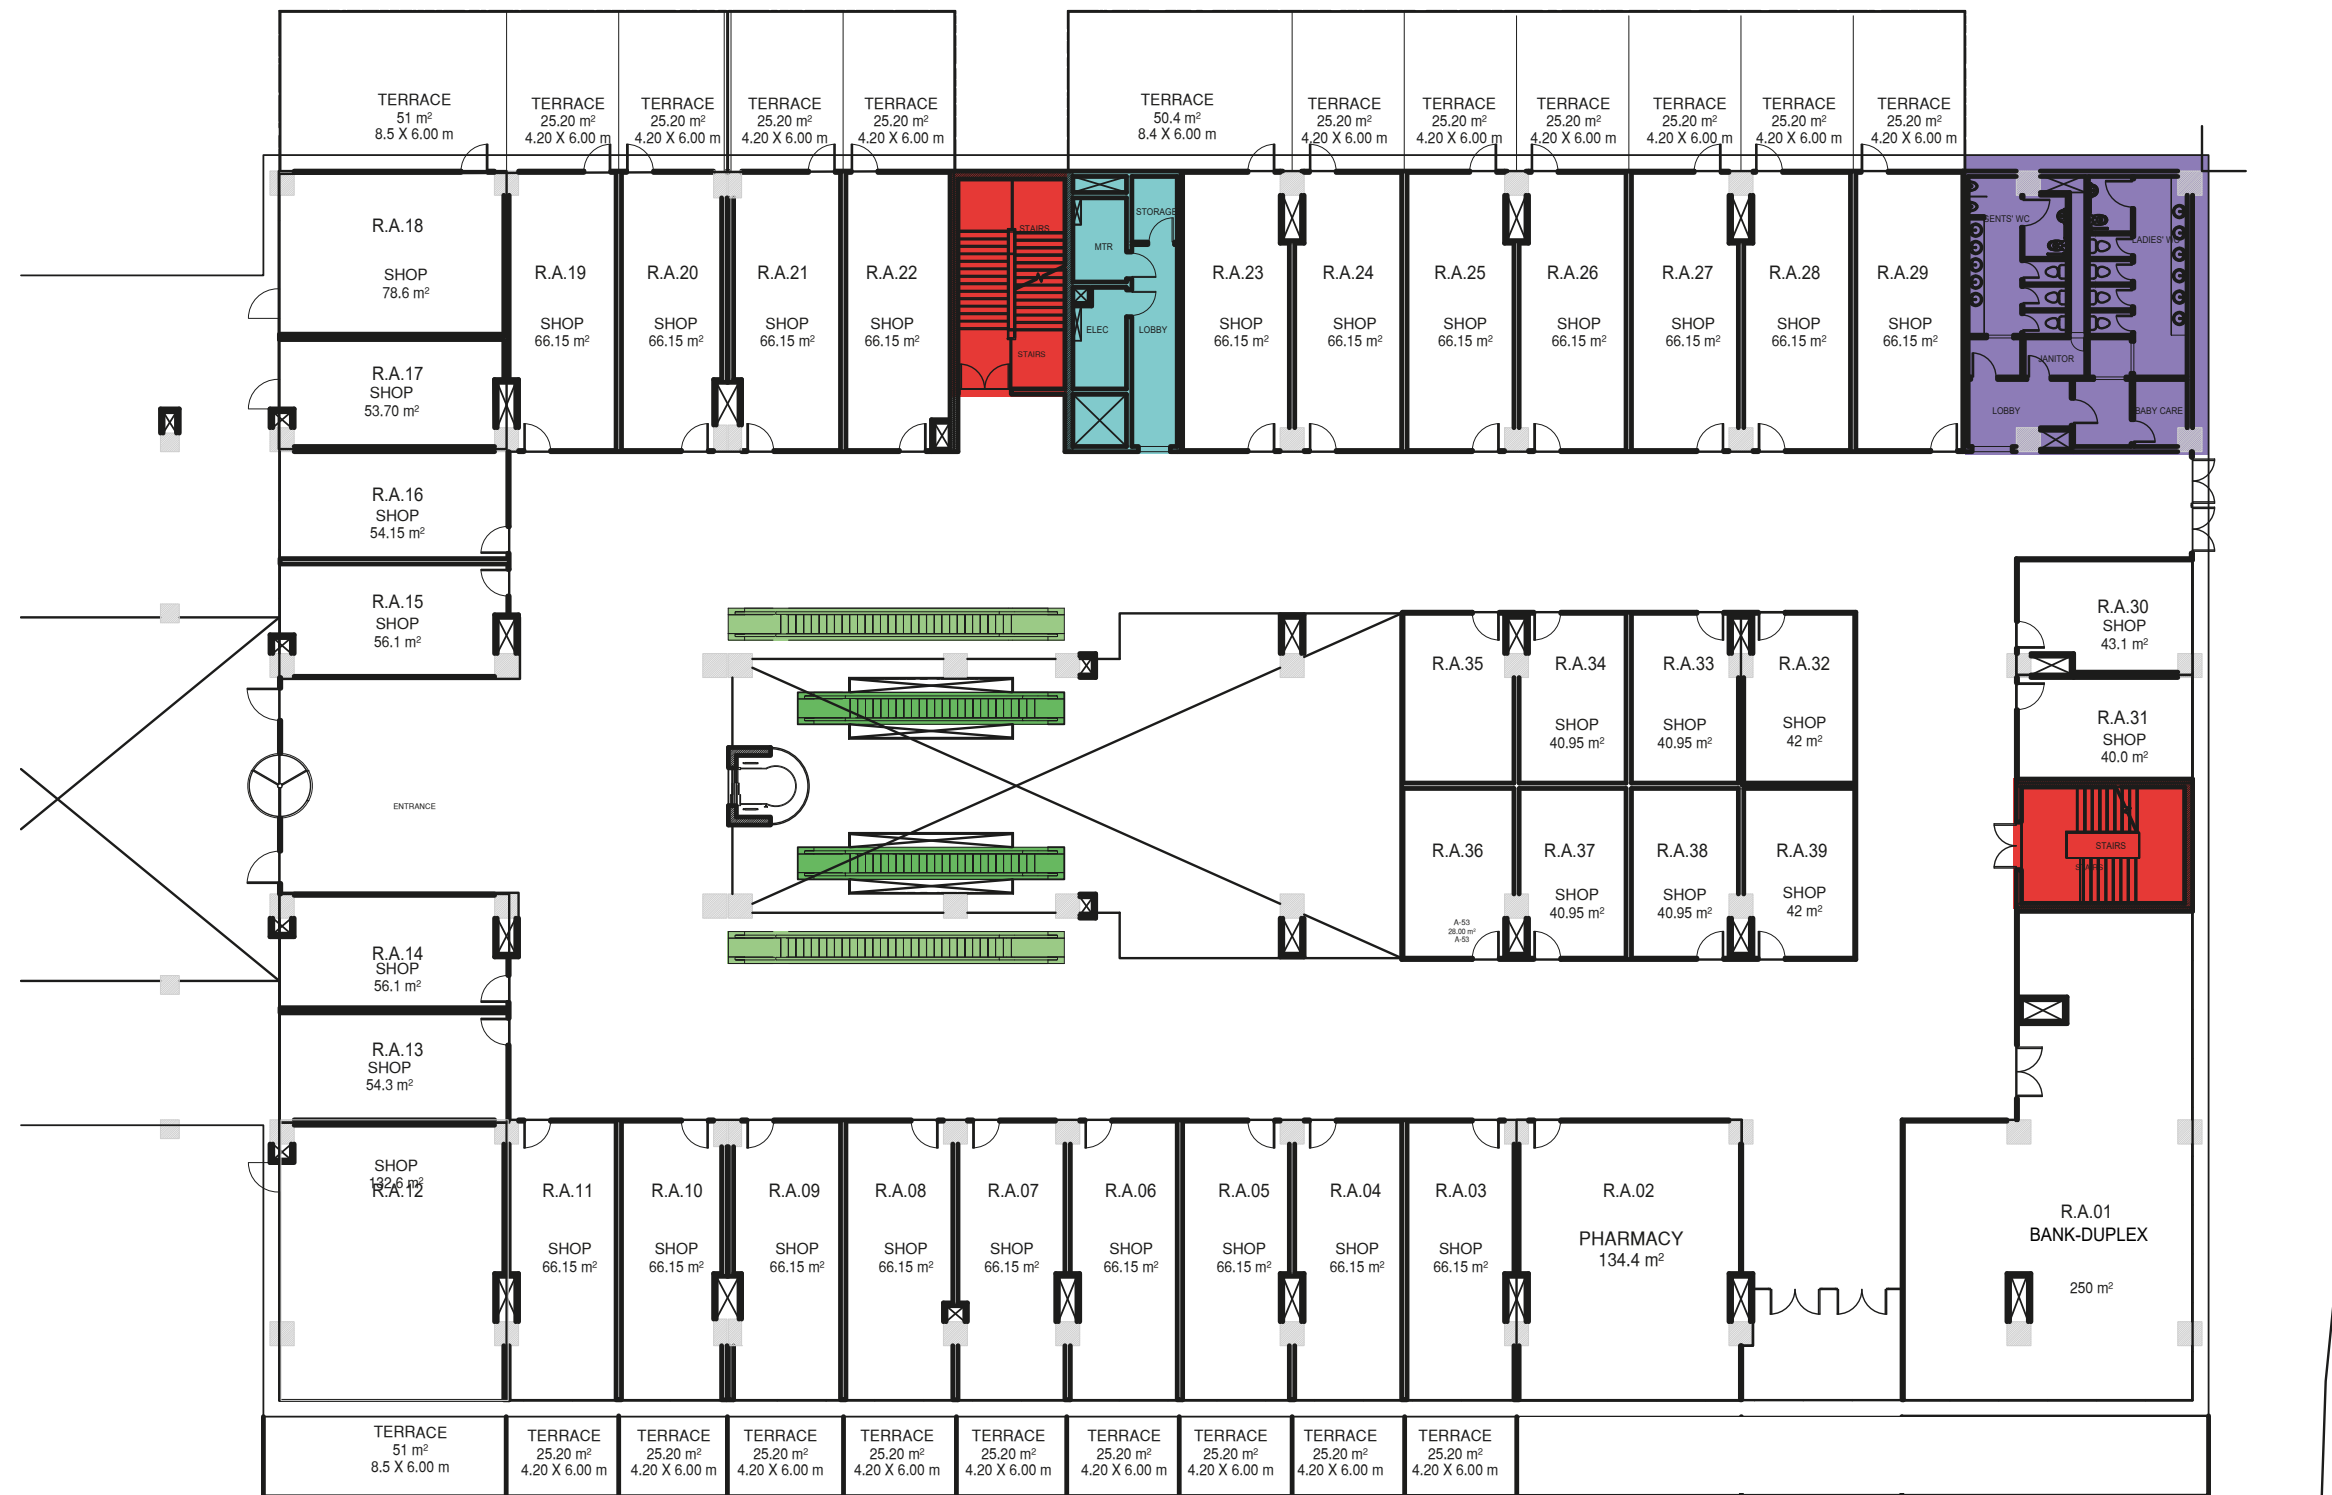 TERRACE
51 m²
8.5 X 6.00 m
TERRACE
25.20 m²
4.20 X 6.00 m
TERRACE
25.20 m²
4.20 X 6.00 m
TERRACE
25.20 m²
4.20 X 6.00 m
TERRACE
25.20 m²
4.20 X 6.00 m
TERRACE
50.4 m²
8.4 X 6.00 m
TERRACE
25.20 m²
4.20 X 6.00 m
TERRACE
25.20 m²
4.20 X 6.00 m
TERRACE
25.20 m²
4.20 X 6.00 m
TERRACE
25.20 m²
4.20 X 6.00 m
TERRACE
25.20 m²
4.20 X 6.00 m
TERRACE
25.20 m²
4.20 X 6.00 m
R.A.18
SHOP
78.6 m²
R.A.19
SHOP
66.15 m²
R.A.20
SHOP
66.15 m²
R.A.21
SHOP
66.15 m²
R.A.22
SHOP
66.15 m²
STAIRS
STAIRS
MTR
STORAGE
ELEC
LOBBY
R.A.23
SHOP
66.15 m²
R.A.24
SHOP
66.15 m²
R.A.25
SHOP
66.15 m²
R.A.26
SHOP
66.15 m²
R.A.27
SHOP
66.15 m²
R.A.28
SHOP
66.15 m²
R.A.29
SHOP
66.15 m²
GENTS' WC
LADIES' WC
JANITOR
LOBBY
BABY CARE
R.A.17
SHOP
53.70 m²
R.A.16
SHOP
54.15 m²
R.A.15
SHOP
56.1 m²
R.A.35
R.A.34
SHOP
40.95 m²
R.A.33
SHOP
40.95 m²
R.A.32
SHOP
42 m²
R.A.30
SHOP
43.1 m²
R.A.31
SHOP
40.0 m²
ENTRANCE
R.A.36
A-53
28.00 m²
A-53
R.A.37
SHOP
40.95 m²
R.A.38
SHOP
40.95 m²
R.A.39
SHOP
42 m²
STAIRS
STAIRS
R.A.14
SHOP
56.1 m²
R.A.13
SHOP
54.3 m²
SHOP
132.6 m²
R.A.12
R.A.11
SHOP
66.15 m²
R.A.10
SHOP
66.15 m²
R.A.09
SHOP
66.15 m²
R.A.08
SHOP
66.15 m²
R.A.07
SHOP
66.15 m²
R.A.06
SHOP
66.15 m²
R.A.05
SHOP
66.15 m²
R.A.04
SHOP
66.15 m²
R.A.03
SHOP
66.15 m²
R.A.02
PHARMACY
134.4 m²
R.A.01
BANK-DUPLEX
250 m²
TERRACE
51 m²
8.5 X 6.00 m
TERRACE
25.20 m²
4.20 X 6.00 m
TERRACE
25.20 m²
4.20 X 6.00 m
TERRACE
25.20 m²
4.20 X 6.00 m
TERRACE
25.20 m²
4.20 X 6.00 m
TERRACE
25.20 m²
4.20 X 6.00 m
TERRACE
25.20 m²
4.20 X 6.00 m
TERRACE
25.20 m²
4.20 X 6.00 m
TERRACE
25.20 m²
4.20 X 6.00 m
TERRACE
25.20 m²
4.20 X 6.00 m